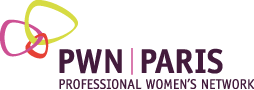 PWN | PARIS
PROFESSIONAL WOMEN'S NETWORK